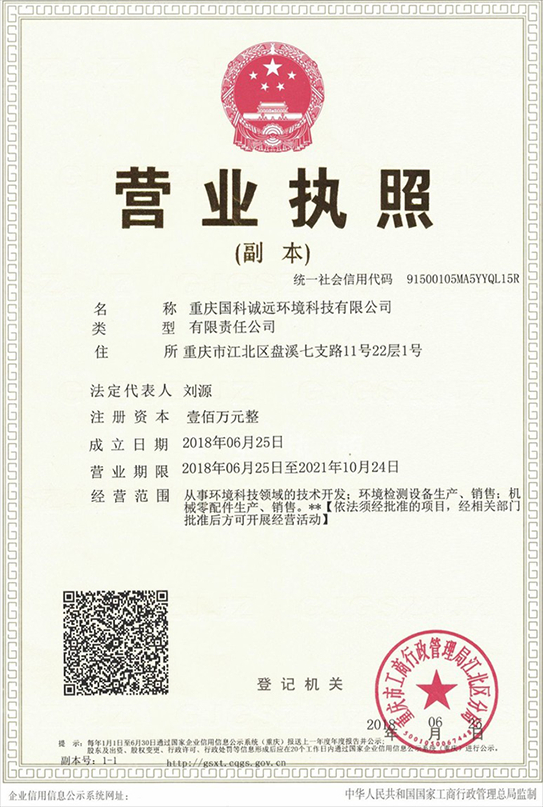 营业执照
(副 本)
统一社会信用代码 91500105MA5YYQL15R
名 称 重庆国科诚远环境科技有限公司
类 型 有限责任公司
住 所 重庆市江北区盘溪七支路11号22层1号
法定代表人 刘源
注册资本 壹佰万元整
成立日期 2018年06月25日
营业期限 2018年06月25日至2021年10月24日
经营范围 从事环境科技领域的技术开发；环境检测设备生产、销售；机
械零配件生产、销售。**【依法须经批准的项目，经相关部门
批准后方可开展经营活动】
重庆市工商行政管理局江北区分局
登记机关
2018年 06月 日
提示：每年1月1日至6月30日通过国家企业信用信息公示系统（重庆）报送上一年度年度报告并公示；
股东及出资、股权变更、行政许可、行政处罚等信息形成后应在20个工作日内通过国家企业信用信息公示系统（重庆）进行公示。
副本号：1-1
http://gsxt.cqgs.gov.cn
企业信用信息公示系统网址：
中华人民共和国国家工商行政管理总局监制